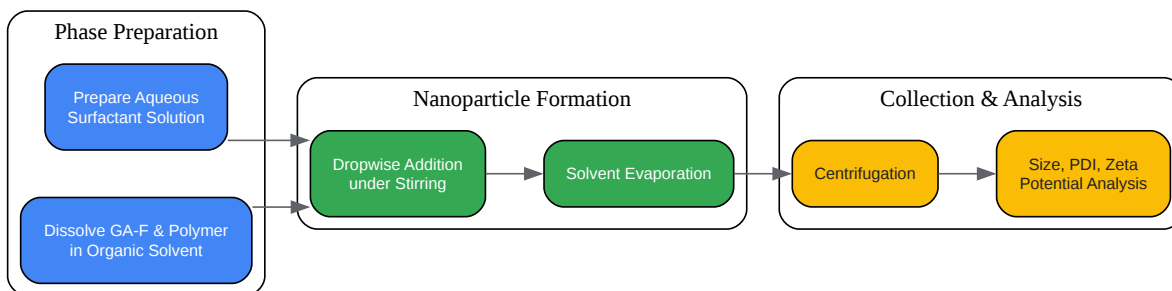 Phase Preparation
Prepare Aqueous
Surfactant Solution
Dissolve GA-F & Polymer
in Organic Solvent
Nanoparticle Formation
Dropwise Addition
under Stirring
Solvent Evaporation
Collection & Analysis
Centrifugation
Size, PDI, Zeta
Potential Analysis